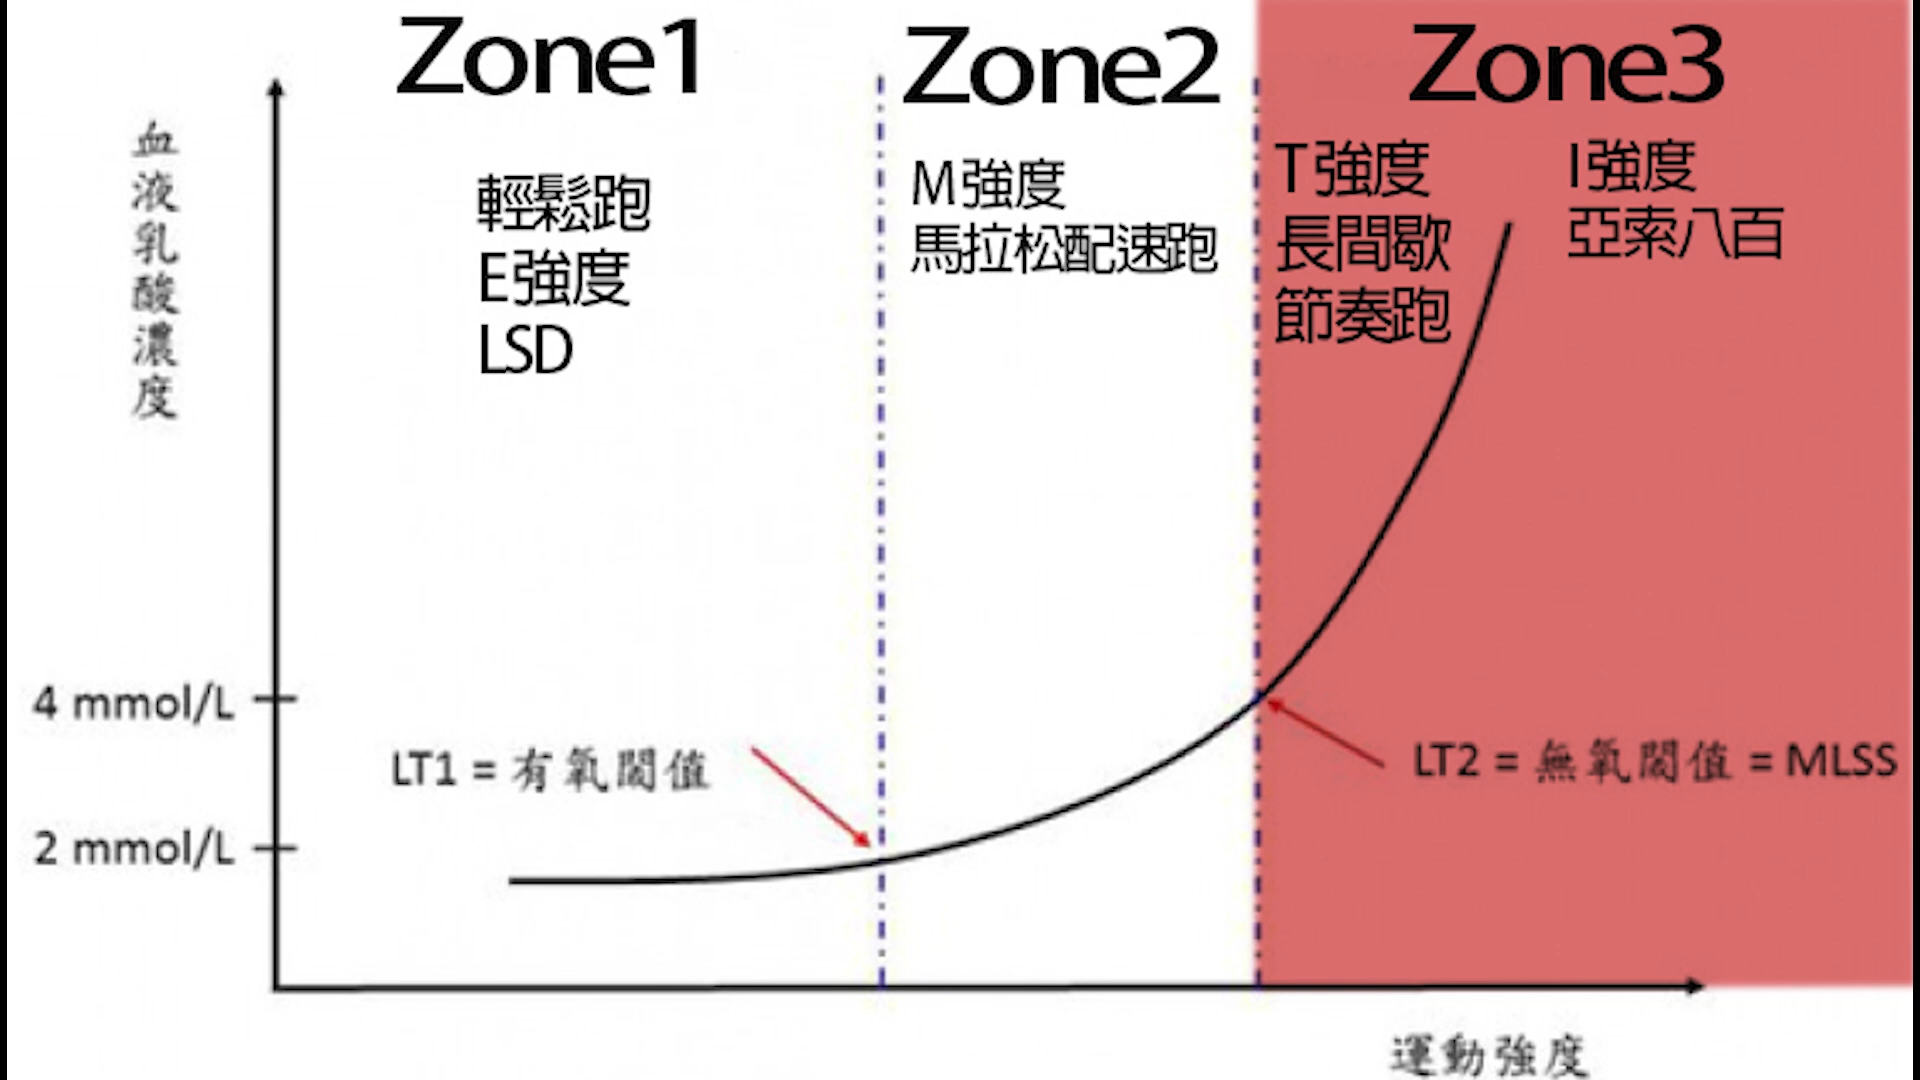 Zone1
Zone2
Zone3
血液乳酸濃度
輕鬆跑
E強度
LSD
M強度
馬拉松配速跑
T強度
長間歇
節奏跑
I強度
亞索八百
4 mmol/L
2 mmol/L
LT1 = 有氧閾值
LT2 = 無氧閾值 = MLSS
運動強度